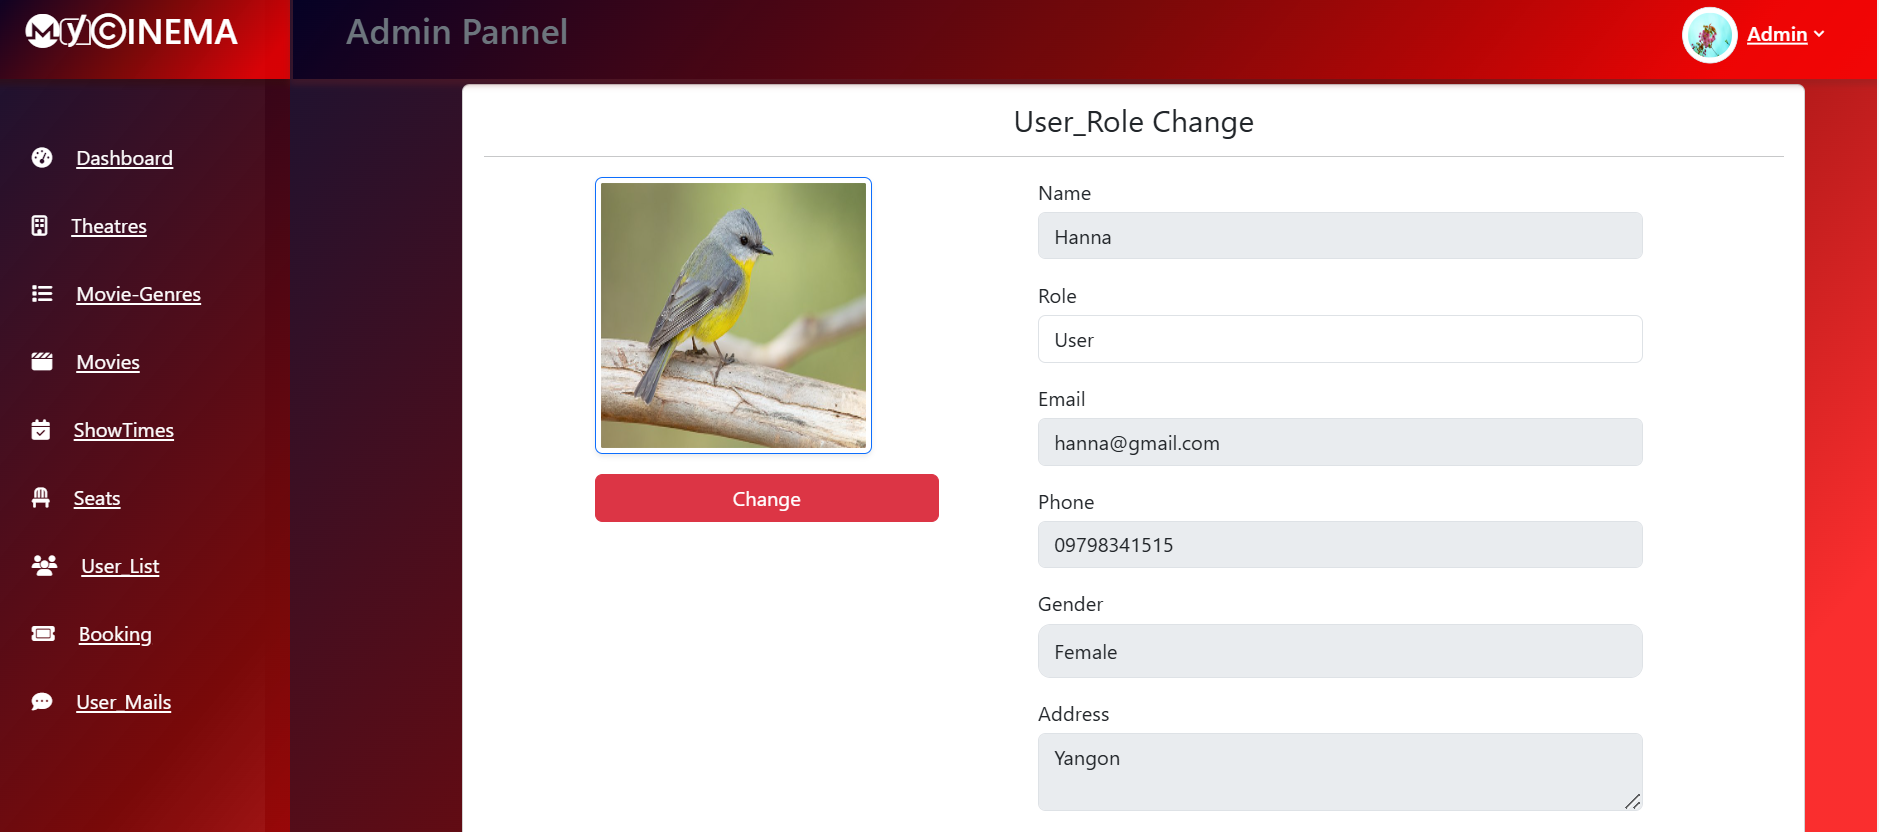 MyCINEMA
Admin Pannel
Admin
Dashboard
Theatres
Movie-Genres
Movies
ShowTimes
Seats
User_List
Booking
User_Mails
User_Role Change
Change
Name
Hanna
Role
User
Email
hanna@gmail.com
Phone
09798341515
Gender
Female
Address
Yangon